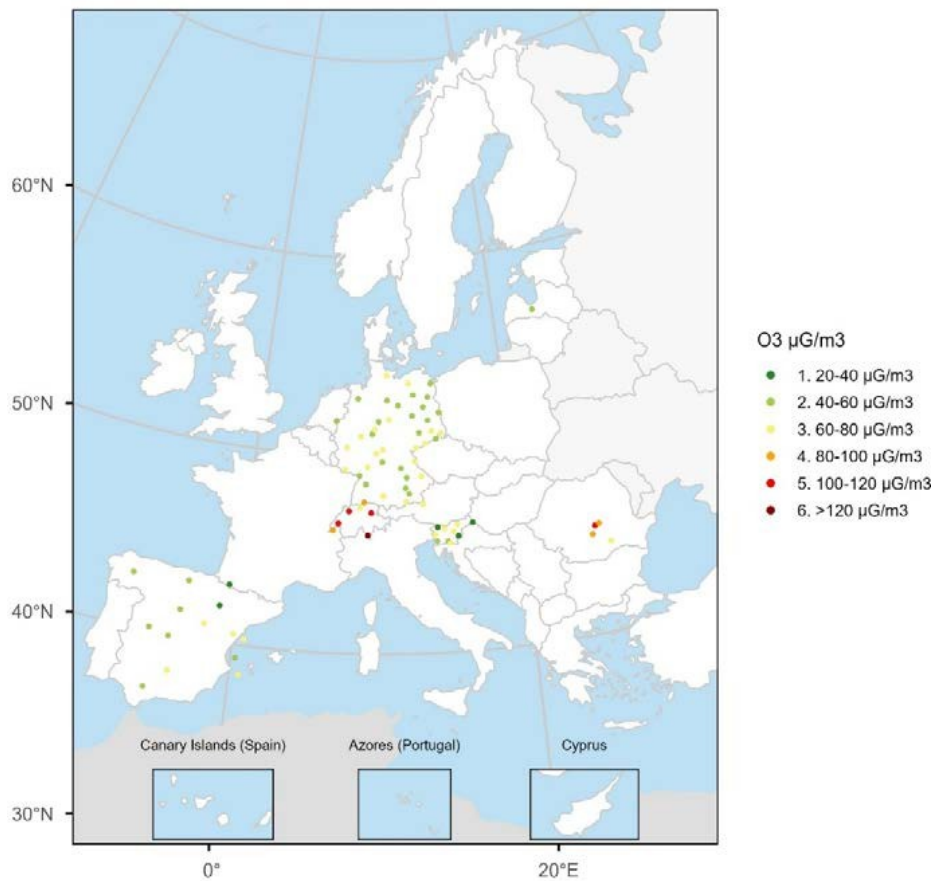 60°N
50°N
40°N
30°N
0°
20°E
Canary Islands (Spain)
Azores (Portugal)
Cyprus
O3 µG/m3
1. 20-40 µG/m3
2. 40-60 µG/m3
3. 60-80 µG/m3
4. 80-100 µG/m3
5. 100-120 µG/m3
6. >120 µG/m3